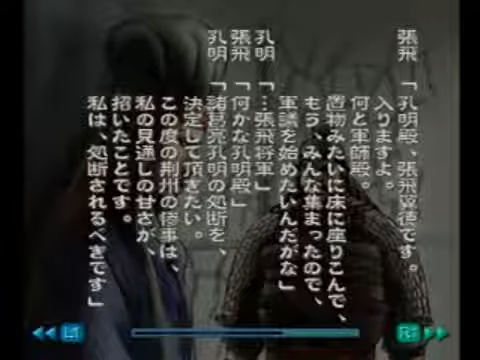 張飛「孔明殿、張飛翼徳です。
入りますよ。
何と軍師殿。
置物みたいに床に座りこんで、
もう、みんな集まったので、
軍議を始めたいんだがな」
孔明「…張飛将軍」
張飛「何かな孔明殿」
孔明「諸葛亮孔明の処断を、
決定して頂きたい。
この度の荊州の惨事は、
私の見通しの甘さが、
招いたことです。
私は、処断されるべきです」
L1
R1